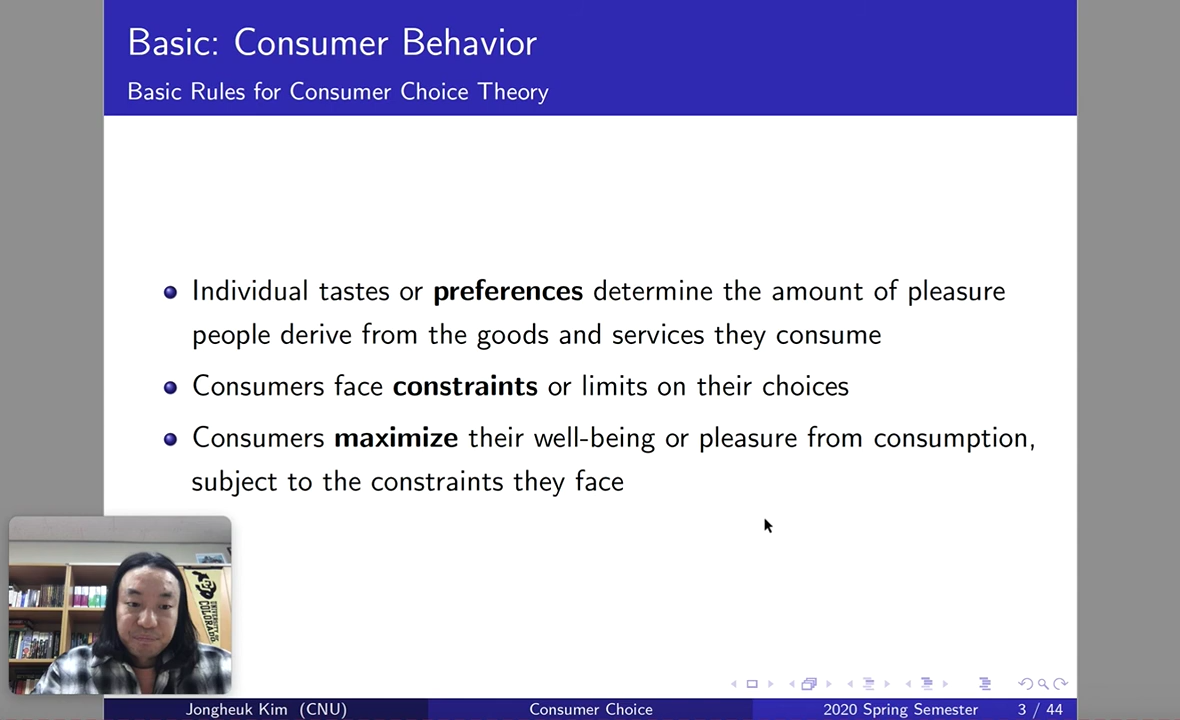 Basic: Consumer Behavior
Basic Rules for Consumer Choice Theory
Individual tastes or preferences determine the amount of pleasure
people derive from the goods and services they consume
Consumers face constraints or limits on their choices
Consumers maximize their well-being or pleasure from consumption,
subject to the constraints they face
UNIVERSITY OF
COLORADO
Jongheuk Kim (CNU)
Consumer Choice
2020 Spring Semester
3 / 44